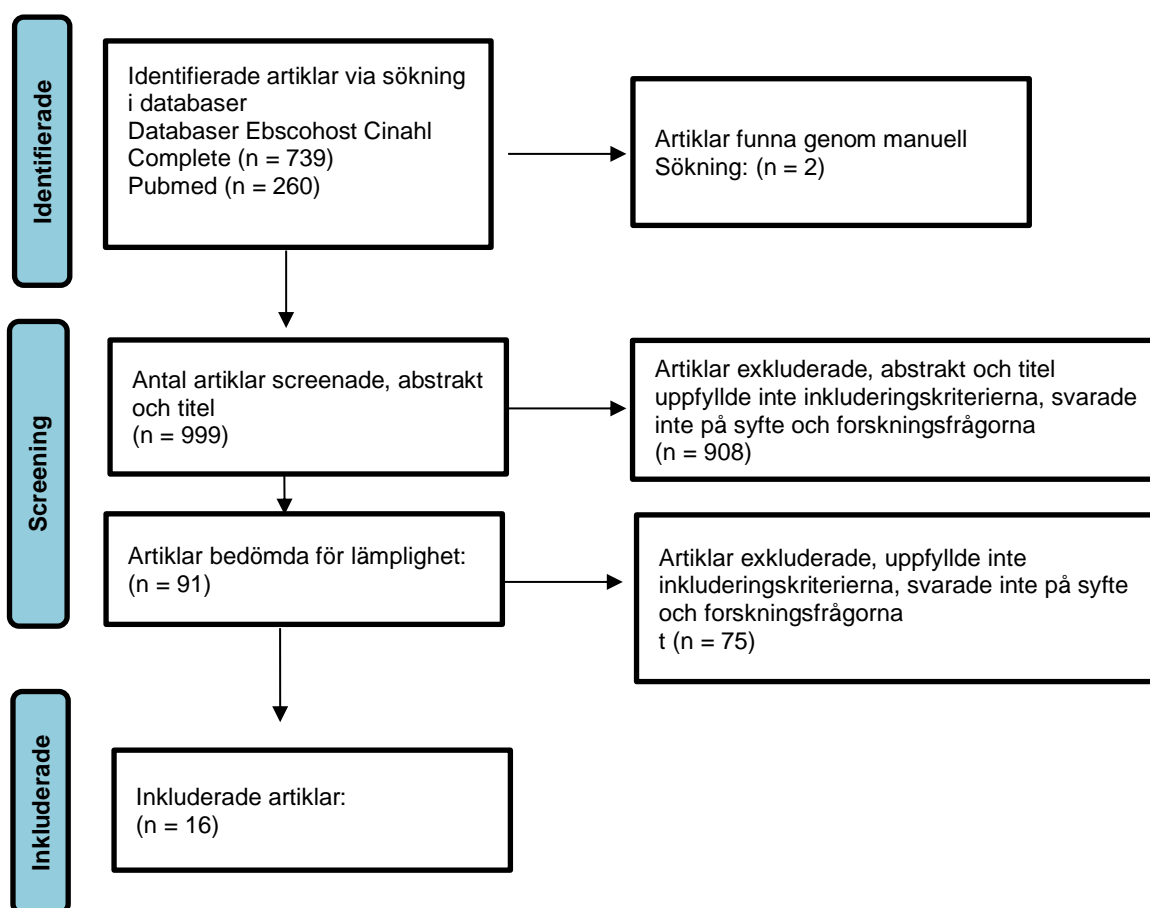 Identifierade
Identifierade artiklar via sökning
i databaser
Databaser Ebscohost Cinahl
Complete (n = 739)
Pubmed (n = 260)
Artiklar funna genom manuell
Sökning: (n = 2)
Screening
Antal artiklar screenade, abstrakt
och titel
(n = 999)
Artiklar exkluderade, abstrakt och titel
uppfyllde inte inkluderingskriterierna, svarade
inte på syfte och forskningsfrågorna
(n = 908)
Artiklar bedömda för lämplighet:
(n = 91)
Artiklar exkluderade, uppfyllde inte
inkluderingskriterierna, svarade inte på syfte
och forskningsfrågorna
t (n = 75)
Inkluderade
Inkluderade artiklar:
(n = 16)